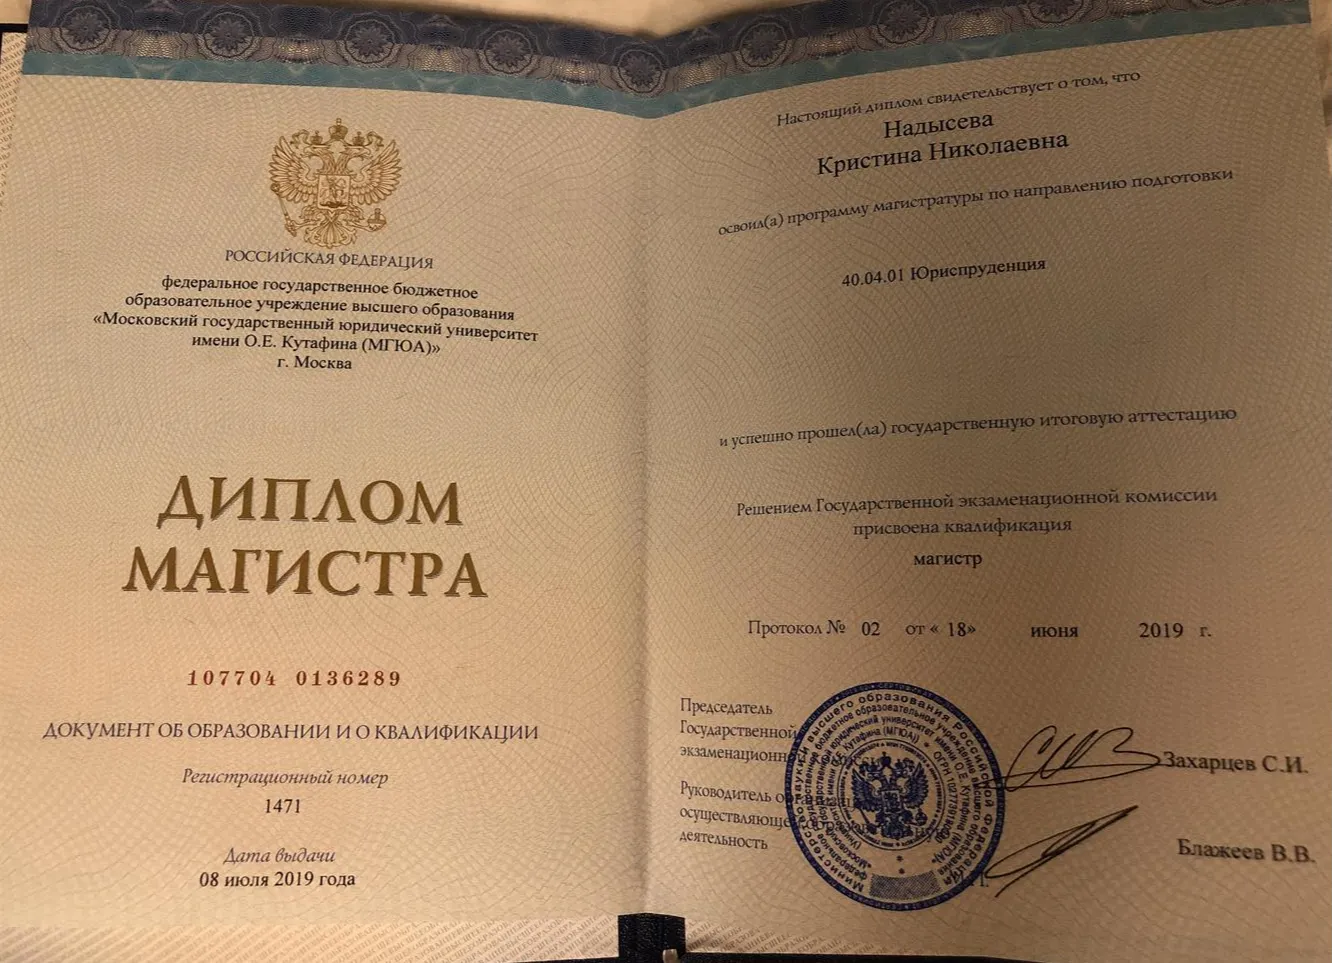 РОССИЙСКАЯ ФЕДЕРАЦИЯ
федеральное государственное бюджетное
образовательное учреждение высшего образования
«Московский государственный юридический университет
имени О.Е. Кутафина (МГЮА)»
г. Москва
ДИПЛОМ
МАГИСТРА
107704 0136289
ДОКУМЕНТ ОБ ОБРАЗОВАНИИ И О КВАЛИФИКАЦИИ
Регистрационный номер
1471
Дата выдачи
08 июля 2019 года
Настоящий диплом свидетельствует о том, что
Надысева
Кристина Николаевна
освоил(а) программу магистратуры по направлению подготовки
40.04.01 Юриспруденция
и успешно прошел(ла) государственную итоговую аттестацию
Решением Государственной экзаменационной комиссии
присвоена квалификация
магистр
Протокол № 02 от « 18» июня 2019 г.
Председатель
Государственной
экзаменационн
Захарцев С.И.
Руководитель
осуществляюще
деятельность
Блажеев В.В.